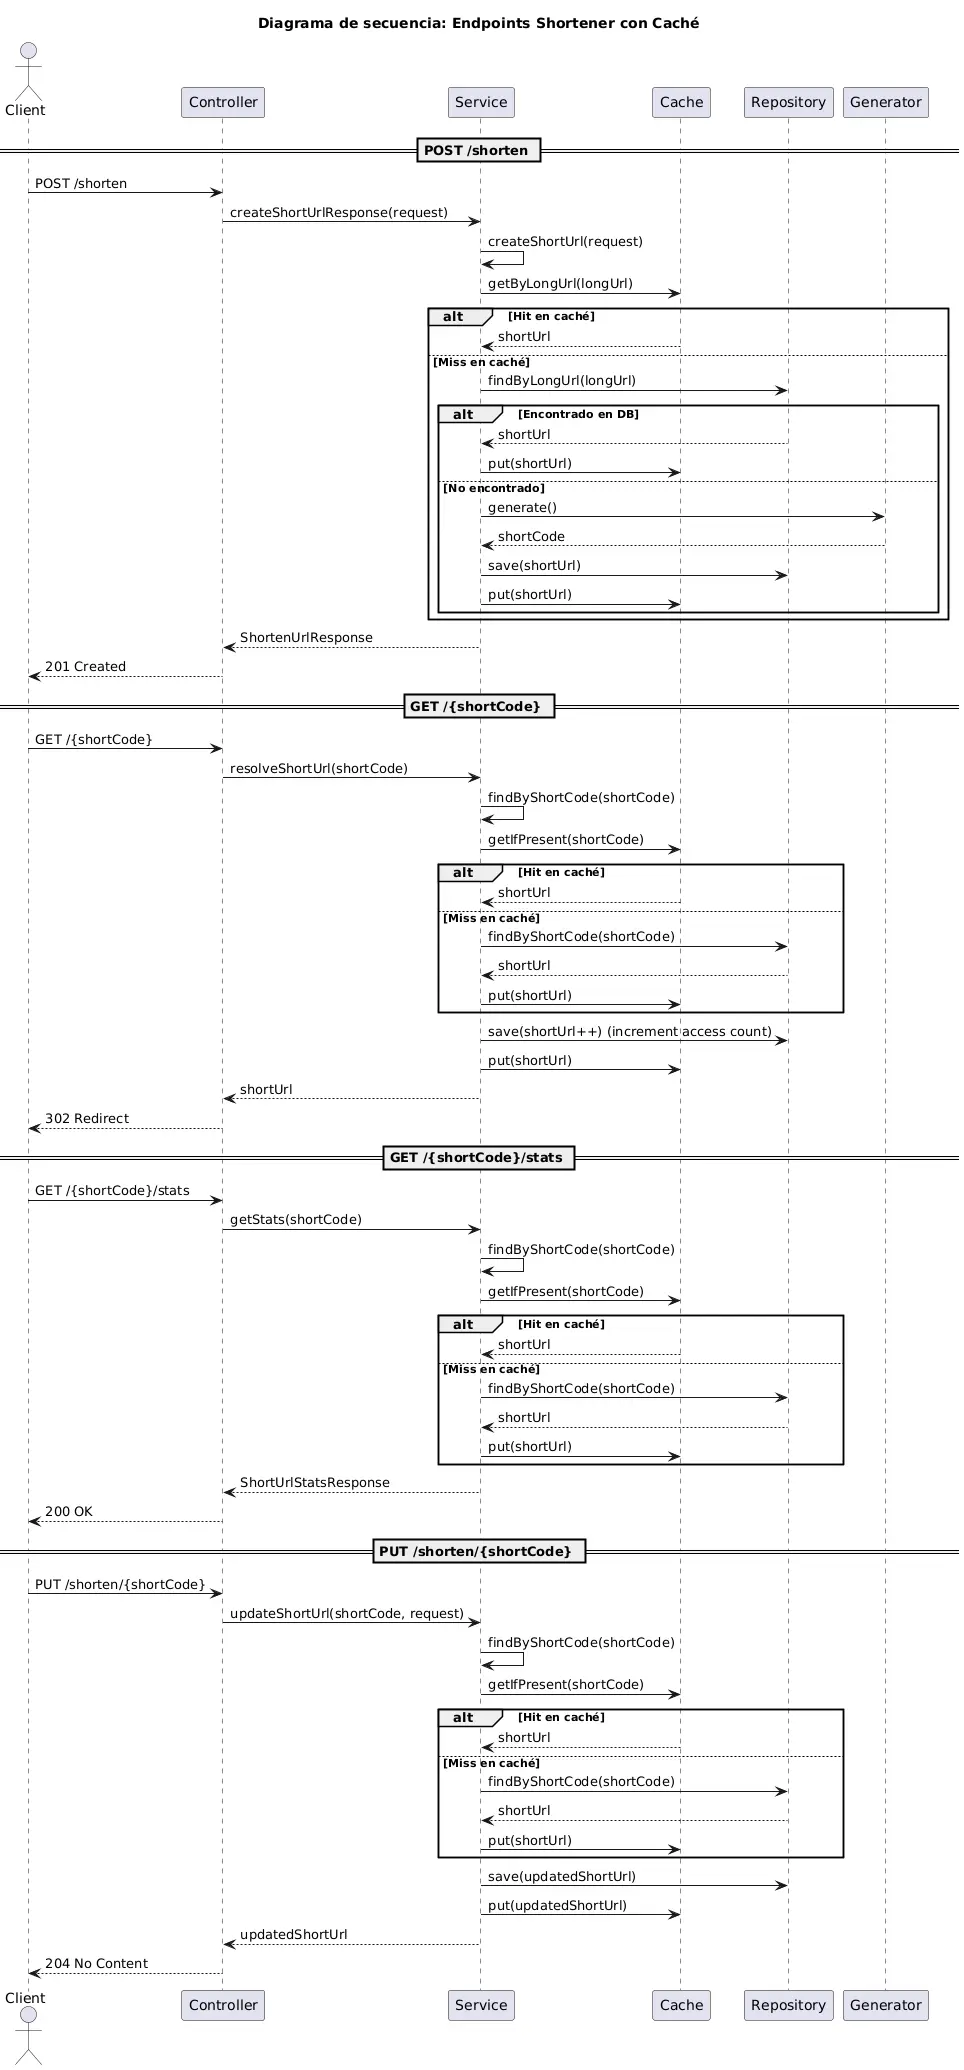 Diagrama de secuencia: Endpoints Shortener con Caché
Client
Controller
Service
Cache
Repository
Generator
POST /shorten
POST /shorten
createShortUrlResponse(request)
createShortUrl(request)
getByLongUrl(longUrl)
alt [Hit en caché]
shortUrl
[Miss en caché]
findByLongUrl(longUrl)
alt [Encontrado en DB]
shortUrl
put(shortUrl)
[No encontrado]
generate()
shortCode
save(shortUrl)
put(shortUrl)
ShortenUrlResponse
201 Created
GET /{shortCode}
GET /{shortCode}
resolveShortUrl(shortCode)
findByShortCode(shortCode)
getIfPresent(shortCode)
alt [Hit en caché]
shortUrl
[Miss en caché]
findByShortCode(shortCode)
shortUrl
put(shortUrl)
save(shortUrl++) (increment access count)
put(shortUrl)
shortUrl
302 Redirect
GET /{shortCode}/stats
GET /{shortCode}/stats
getStats(shortCode)
findByShortCode(shortCode)
getIfPresent(shortCode)
alt [Hit en caché]
shortUrl
[Miss en caché]
findByShortCode(shortCode)
shortUrl
put(shortUrl)
ShortUrlStatsResponse
200 OK
PUT /shorten/{shortCode}
PUT /shorten/{shortCode}
updateShortUrl(shortCode, request)
findByShortCode(shortCode)
getIfPresent(shortCode)
alt [Hit en caché]
shortUrl
[Miss en caché]
findByShortCode(shortCode)
shortUrl
put(shortUrl)
save(updatedShortUrl)
put(updatedShortUrl)
updatedShortUrl
204 No Content
Client
Controller
Service
Cache
Repository
Generator